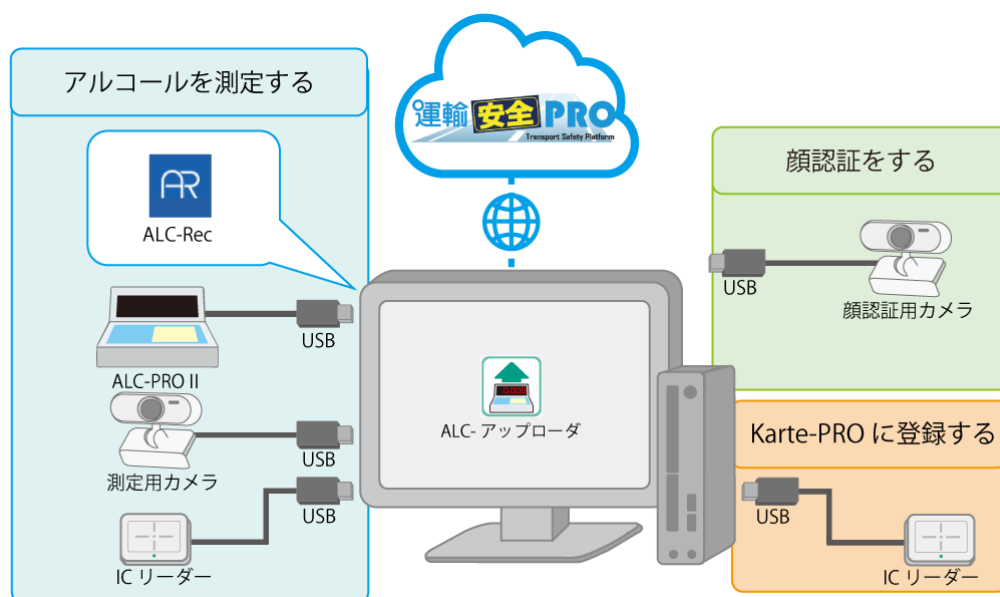 アルコールを測定する
AR
ALC-Rec
USB
ALC-PRO II
USB
測定用カメラ
USB
IC リーダー
運輸安全PRO
Transport Safety Platform
ALC- アップローダ
顔認証をする
USB
顔認証用カメラ
Karte-PRO に登録する
USB
IC リーダー